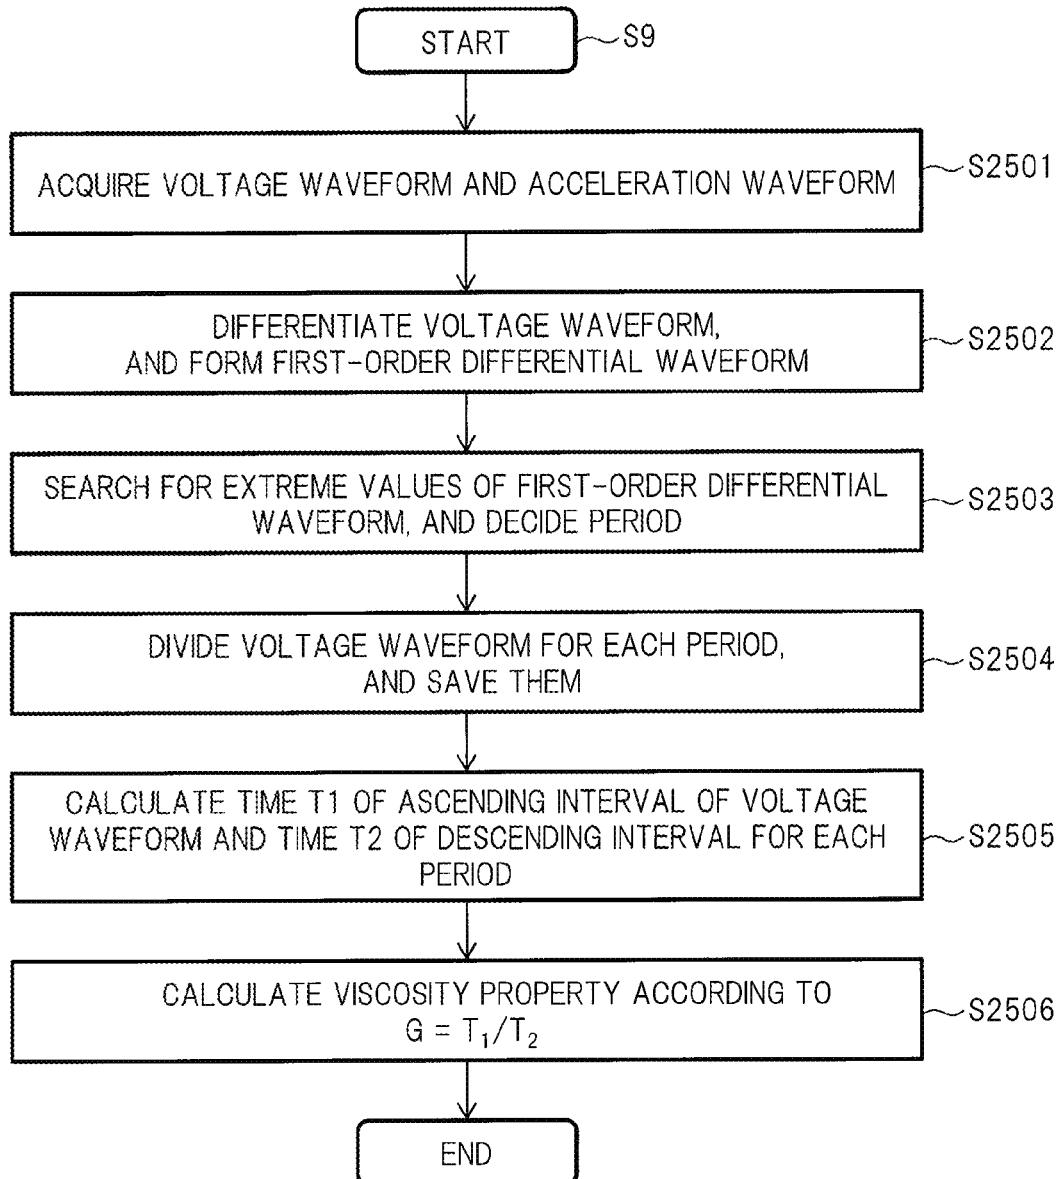 START
S9
ACQUIRE VOLTAGE WAVEFORM AND ACCELERATION WAVEFORM
S2501
DIFFERENTIATE VOLTAGE WAVEFORM,
AND FORM FIRST-ORDER DIFFERENTIAL WAVEFORM
S2502
SEARCH FOR EXTREME VALUES OF FIRST-ORDER DIFFERENTIAL
WAVEFORM, AND DECIDE PERIOD
S2503
DIVIDE VOLTAGE WAVEFORM FOR EACH PERIOD,
AND SAVE THEM
S2504
CALCULATE TIME T1 OF ASCENDING INTERVAL OF VOLTAGE
WAVEFORM AND TIME T2 OF DESCENDING INTERVAL FOR EACH
PERIOD
S2505
CALCULATE VISCOSITY PROPERTY ACCORDING TO
G = T₁/T₂
S2506
END